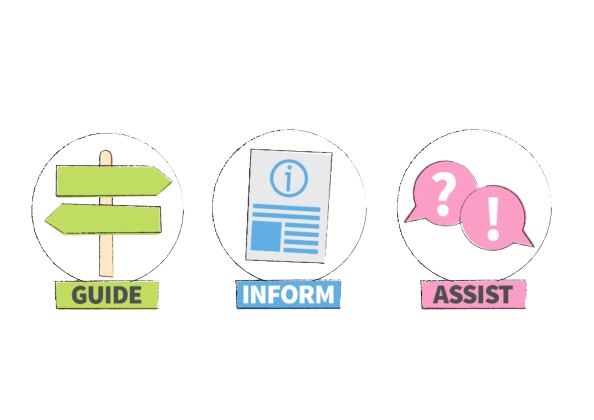 i
? !
GUIDE INFORM ASSIST